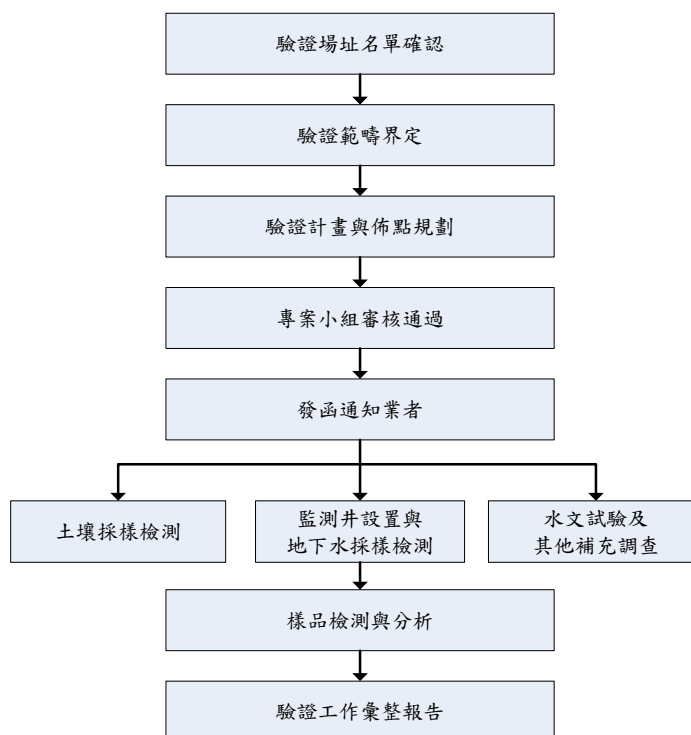 驗證場址名單確認
驗證範疇界定
驗證計畫與佈點規劃
專案小組審核通過
發函通知業者
土壤採樣檢測
監測井設置與
地下水採樣檢測
水文試驗及
其他補充調查
樣品檢測與分析
驗證工作彙整報告